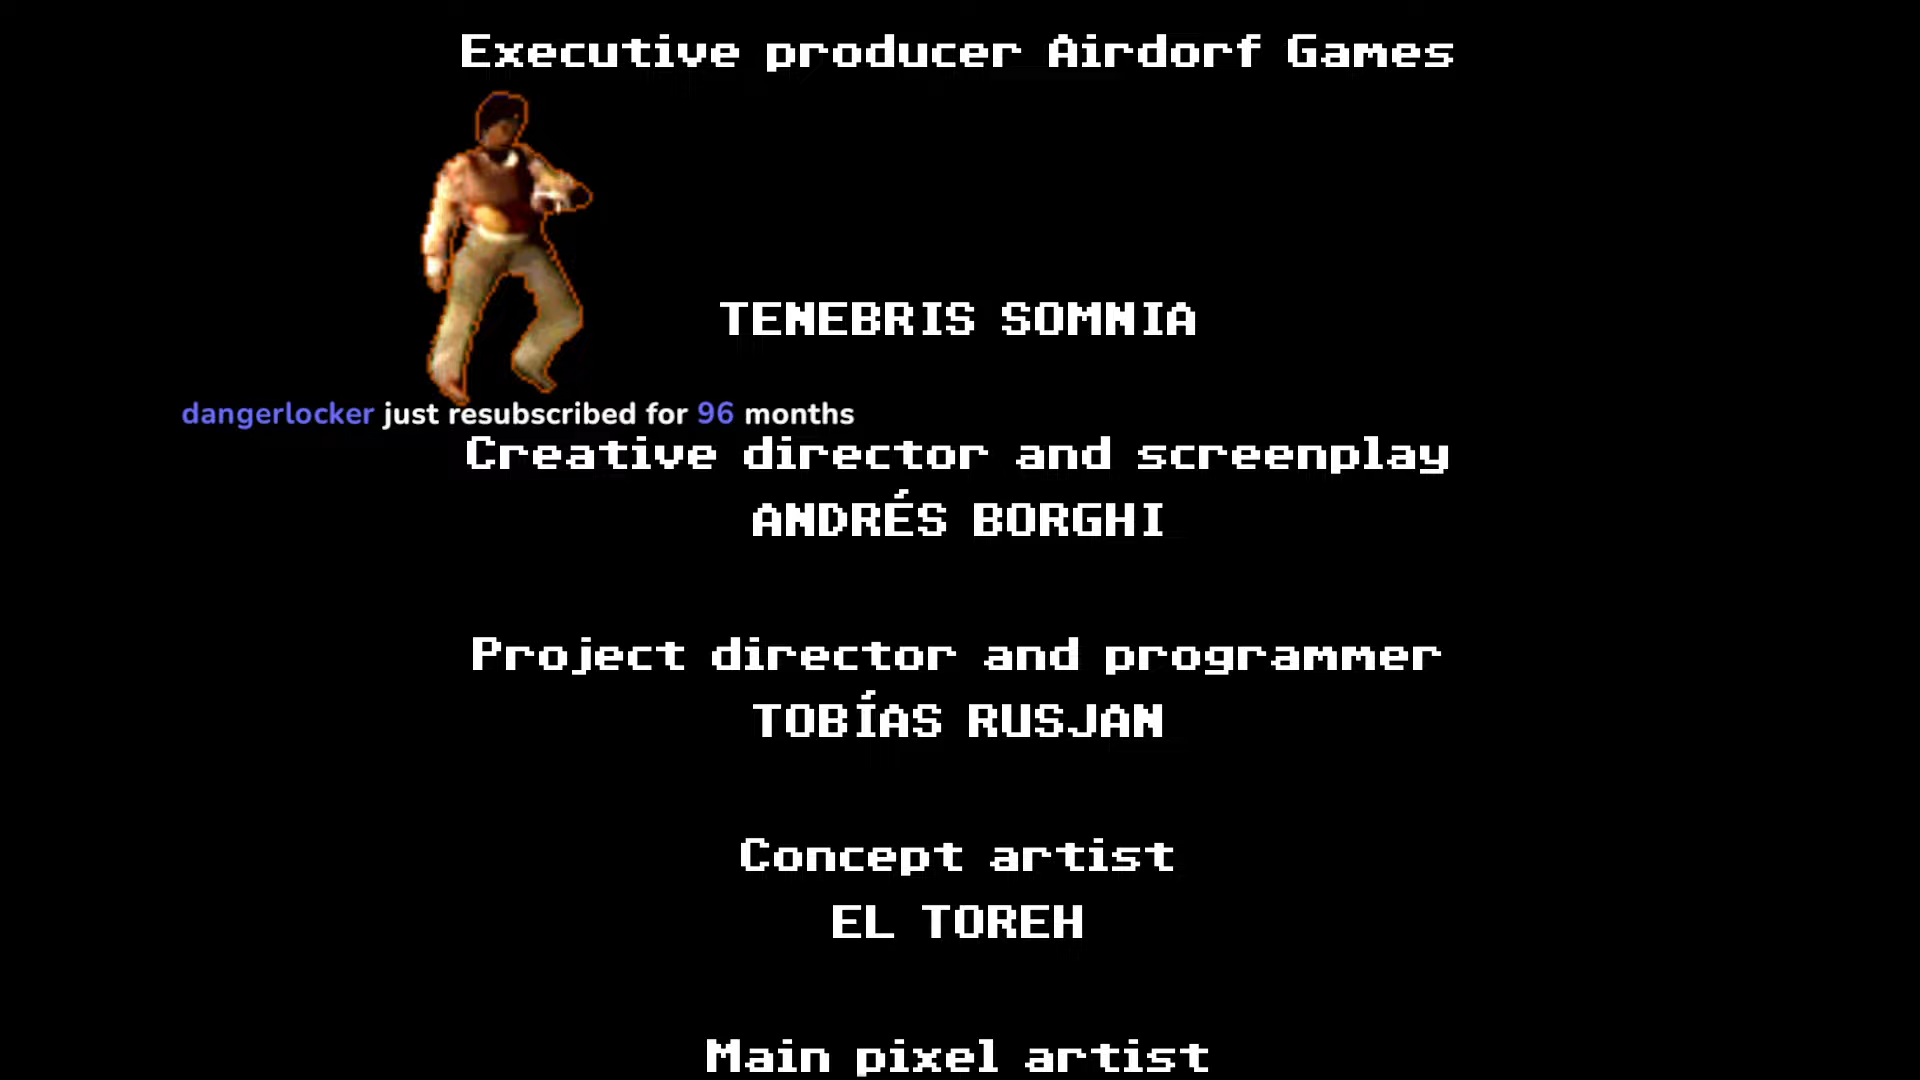 Executive producer Airdorf Games
TENEBRIS SOMNIA
dangerlocker just resubscribed for 96 months
Creative director and screenplay
ANDRÉS BORGHI
Project director and programmer
TOBÍAS RUSJAN
Concept artist
EL TOREH
Main pixel artist